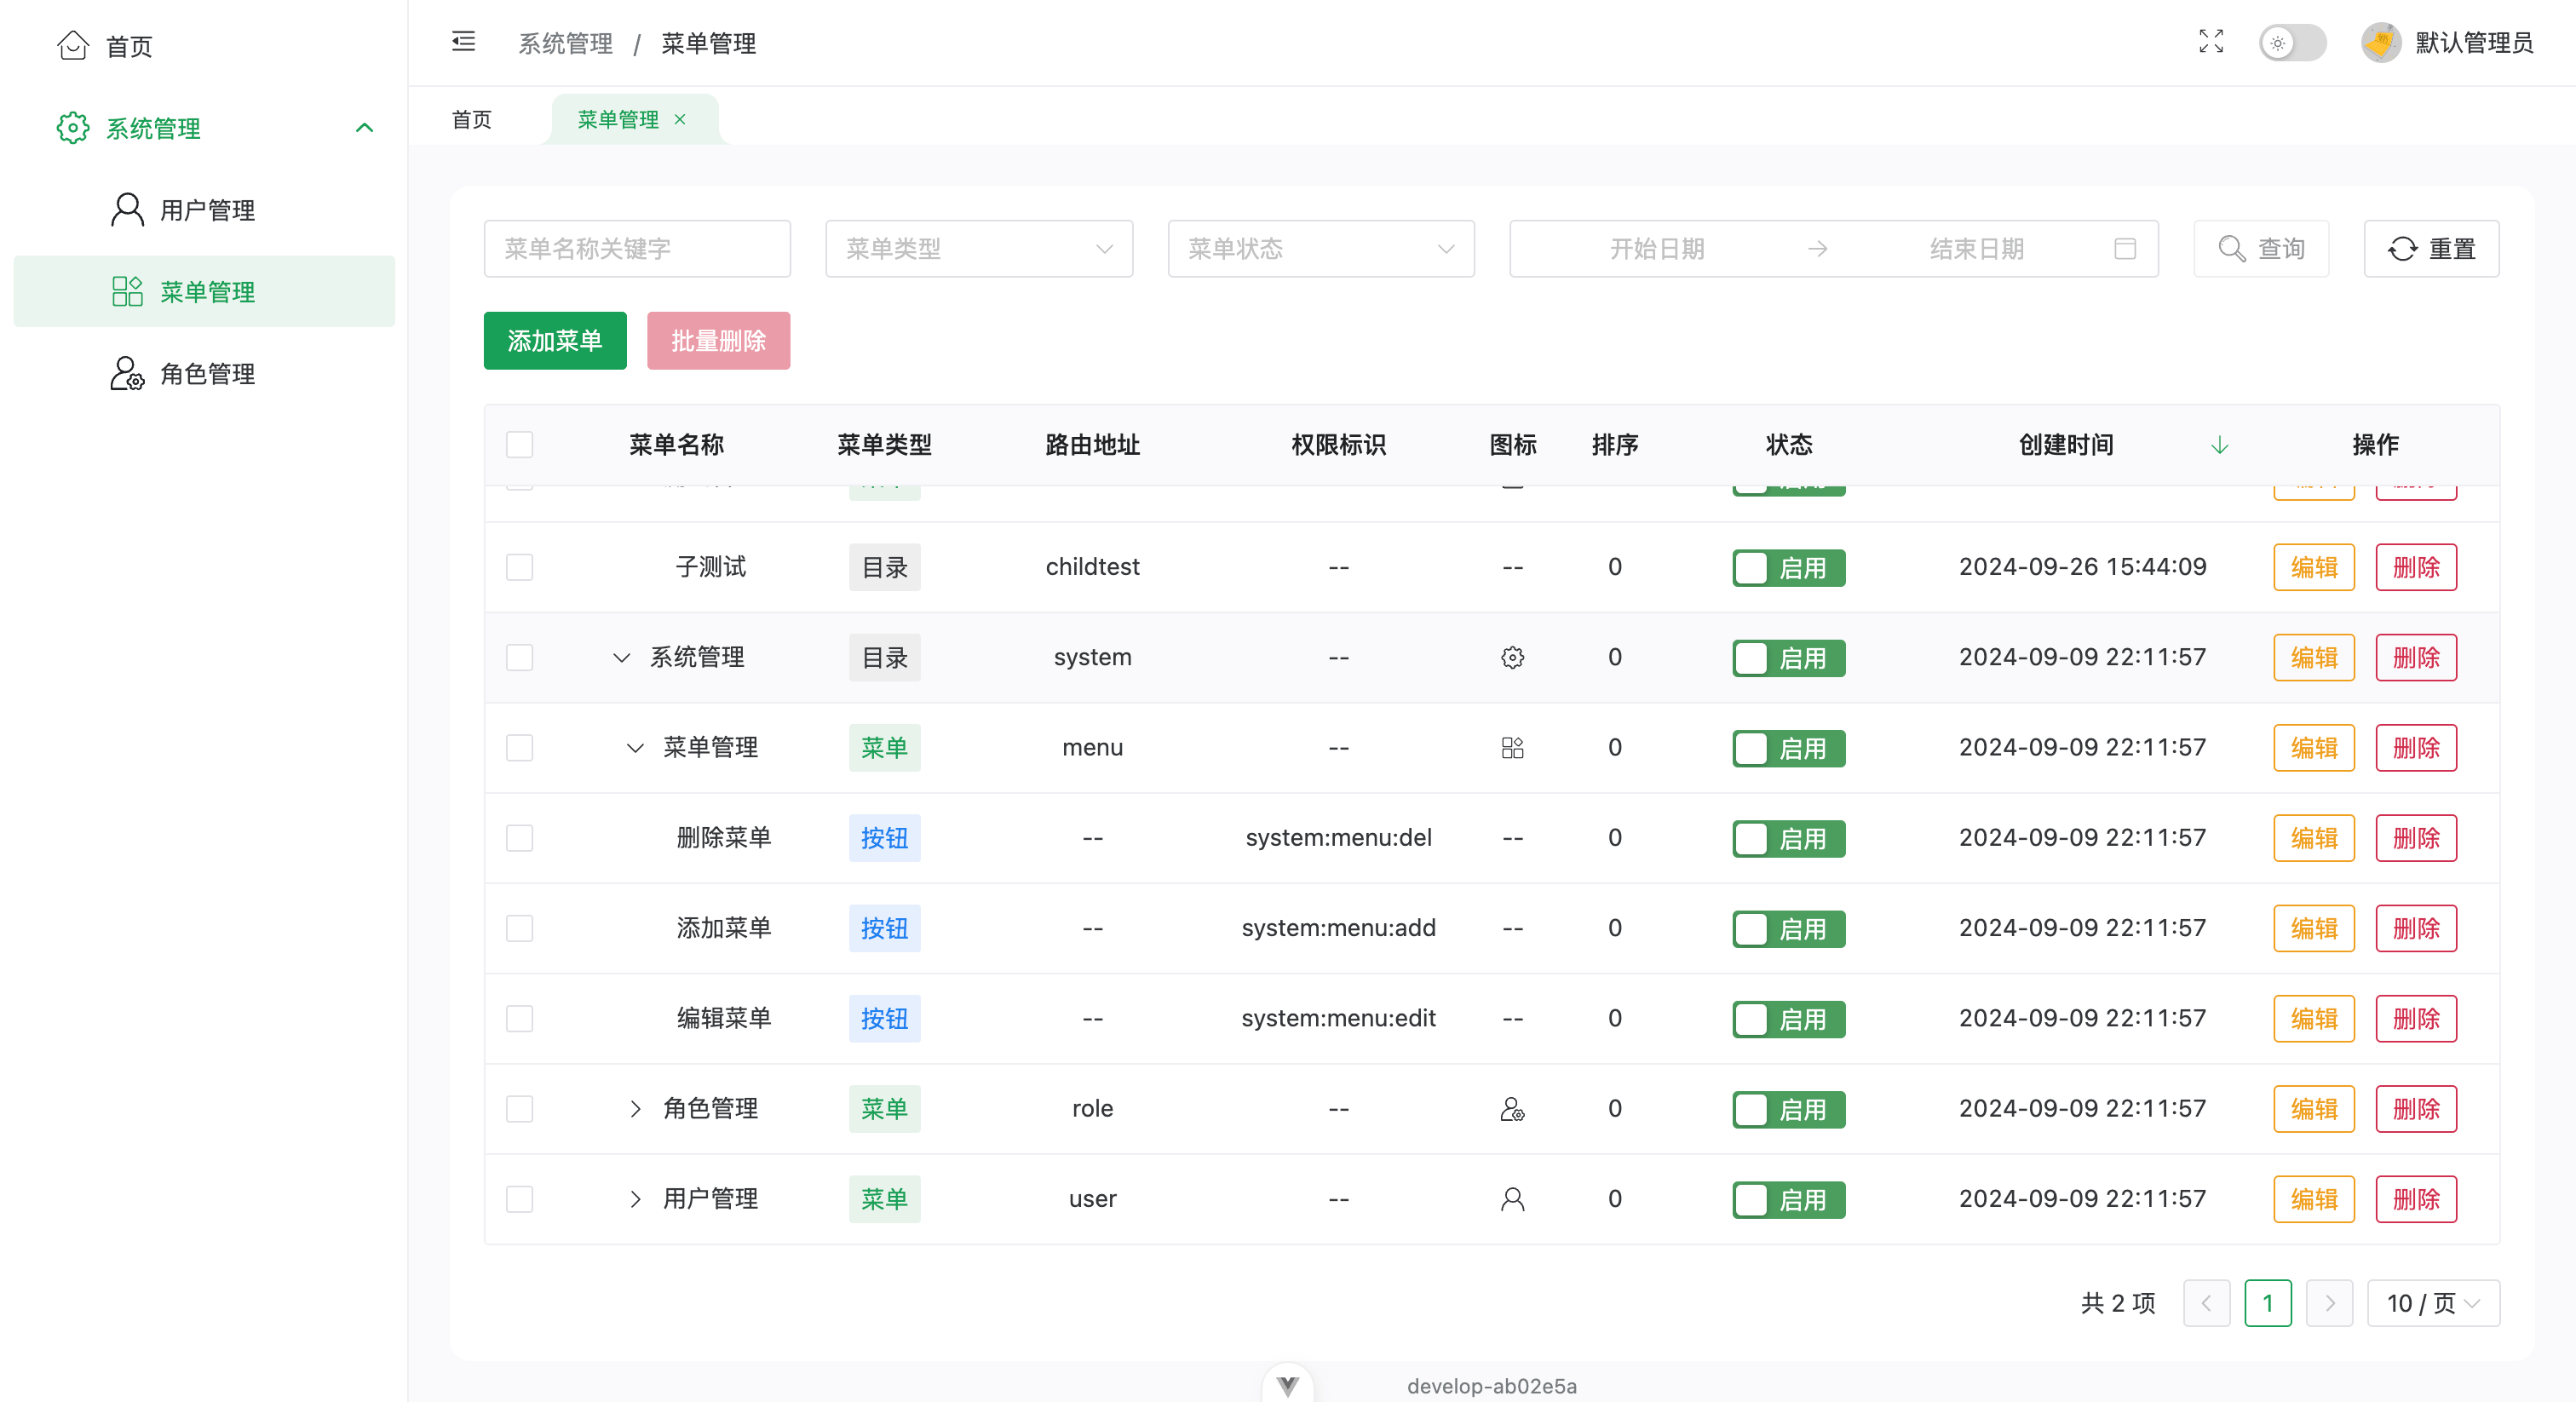 首页
系统管理
用户管理
菜单管理
角色管理
系统管理 / 菜单管理
默认管理员
首页 菜单管理
菜单名称关键字 菜单类型 菜单状态 开始日期 结束日期 查询 重置
添加菜单 批量删除
菜单名称 菜单类型 路由地址 权限标识 图标 排序 状态 创建时间 操作
子测试 目录 childtest -- -- 0 启用 2024-09-26 15:44:09 编辑 删除
系统管理 目录 system -- 0 启用 2024-09-09 22:11:57 编辑 删除
菜单管理 菜单 menu -- 0 启用 2024-09-09 22:11:57 编辑 删除
删除菜单 按钮 -- system:menu:del -- 0 启用 2024-09-09 22:11:57 编辑 删除
添加菜单 按钮 -- system:menu:add -- 0 启用 2024-09-09 22:11:57 编辑 删除
编辑菜单 按钮 -- system:menu:edit -- 0 启用 2024-09-09 22:11:57 编辑 删除
角色管理 菜单 role -- 0 启用 2024-09-09 22:11:57 编辑 删除
用户管理 菜单 user -- 0 启用 2024-09-09 22:11:57 编辑 删除
共 2 项 1 10 / 页
develop-ab02e5a